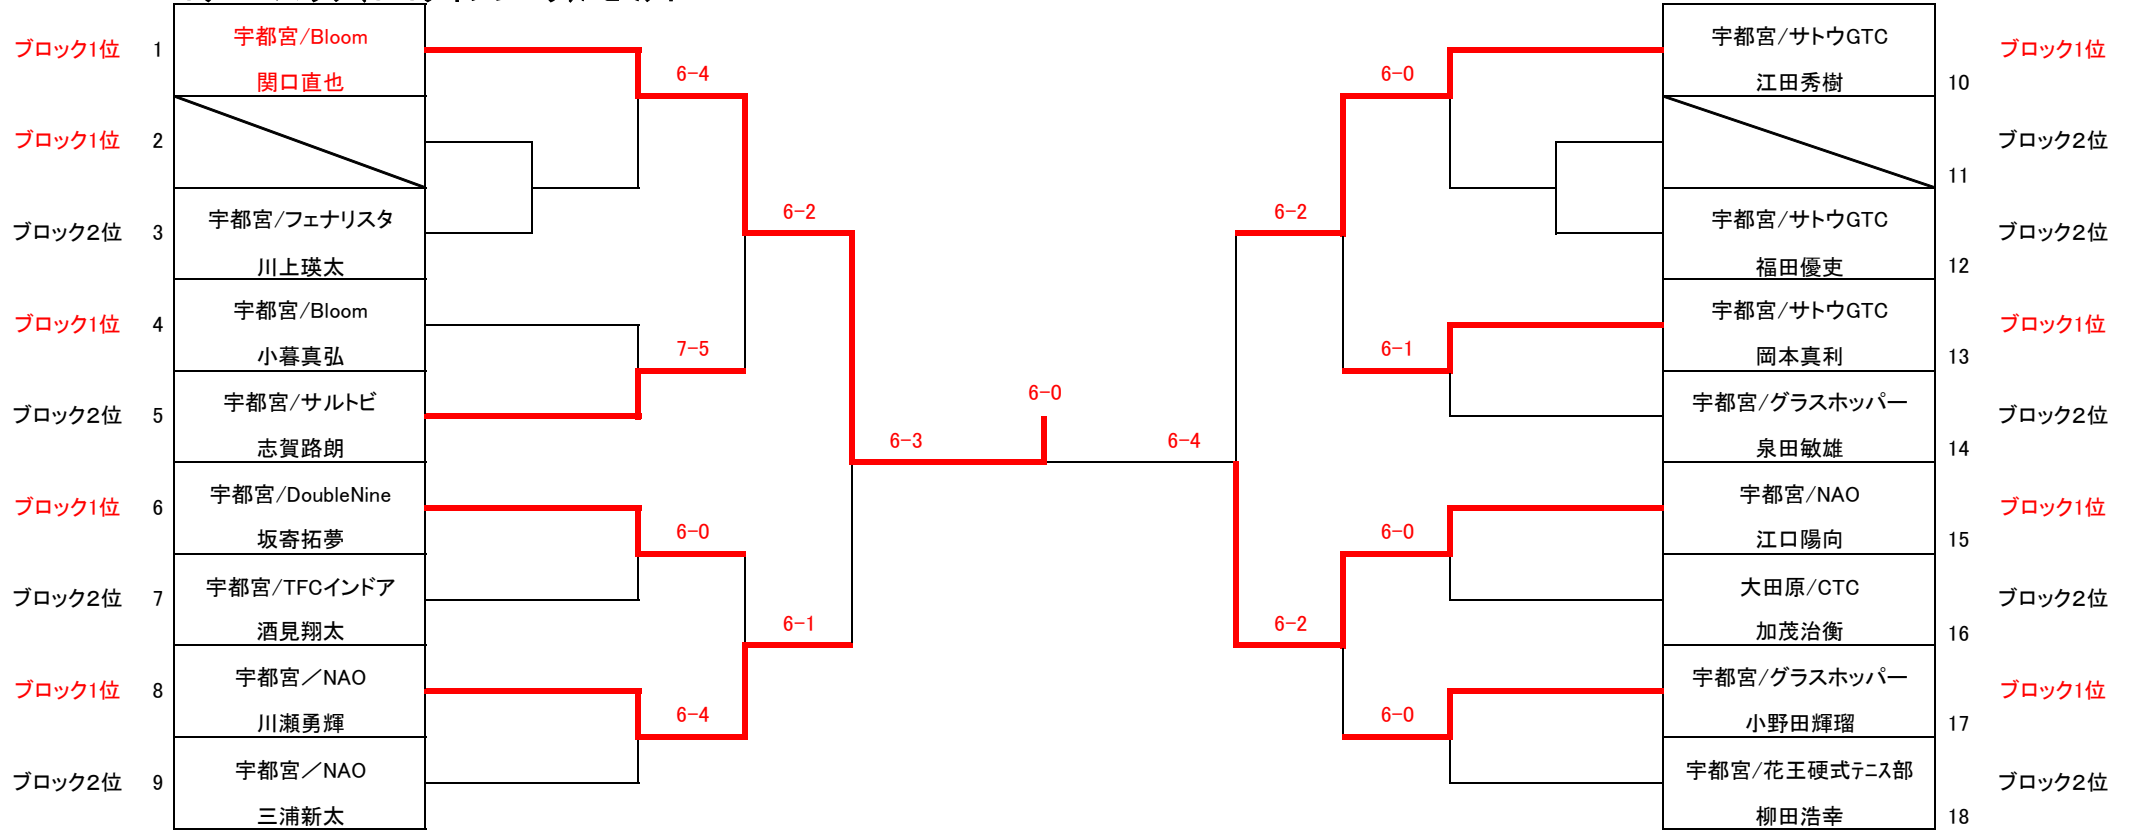 ブロック1位 1 宇都宮/Bloom 関口直也
ブロック1位 2
ブロック2位 3 宇都宮/フェナリスタ 川上瑛太
ブロック1位 4 宇都宮/Bloom 小暮真弘
ブロック2位 5 宇都宮/サルトビ 志賀路朗
ブロック1位 6 宇都宮/DoubleNine 坂寄拓夢
ブロック2位 7 宇都宮/TFCインドア 酒見翔太
ブロック1位 8 宇都宮／NAO 川瀬勇輝
ブロック2位 9 宇都宮／NAO 三浦新太
6-4
7-5
6-0
6-4
6-2
6-1
6-3
6-0
6-4
6-2
6-2
6-0
6-1
6-0
6-0
宇都宮/サトウGTC 江田秀樹 10 ブロック1位
11 ブロック2位
宇都宮/サトウGTC 福田優吏 12 ブロック2位
宇都宮/サトウGTC 岡本真利 13 ブロック1位
宇都宮/グラスホッパー 泉田敏雄 14 ブロック2位
宇都宮/NAO 江口陽向 15 ブロック1位
大田原/CTC 加茂治衡 16 ブロック2位
宇都宮/グラスホッパー 小野田輝瑠 17 ブロック1位
宇都宮/花王硬式テニス部 柳田浩幸 18 ブロック2位